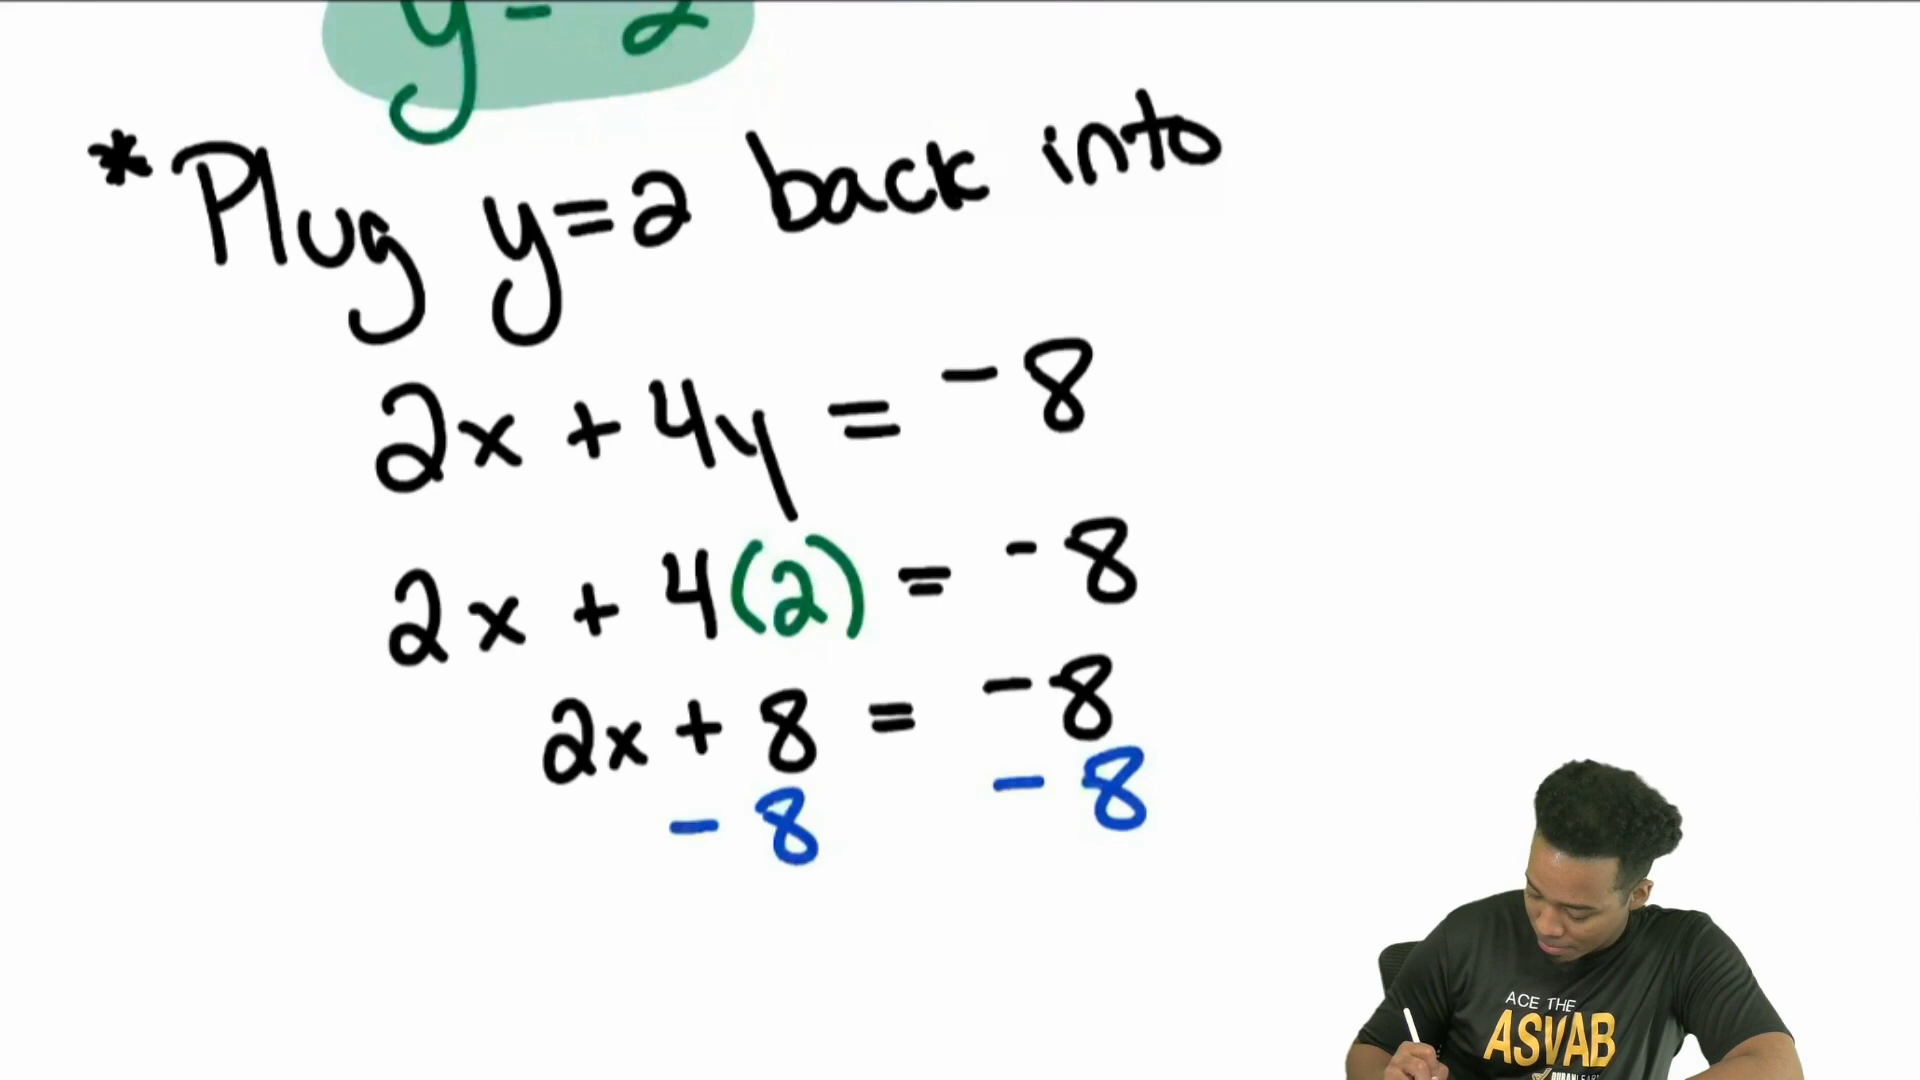 y = 2
*Plug y=2 back into
2x + 4y = -8
2x + 4(2) = -8
2x + 8 = -8
- 8 - 8
ACE THE
ASVAB